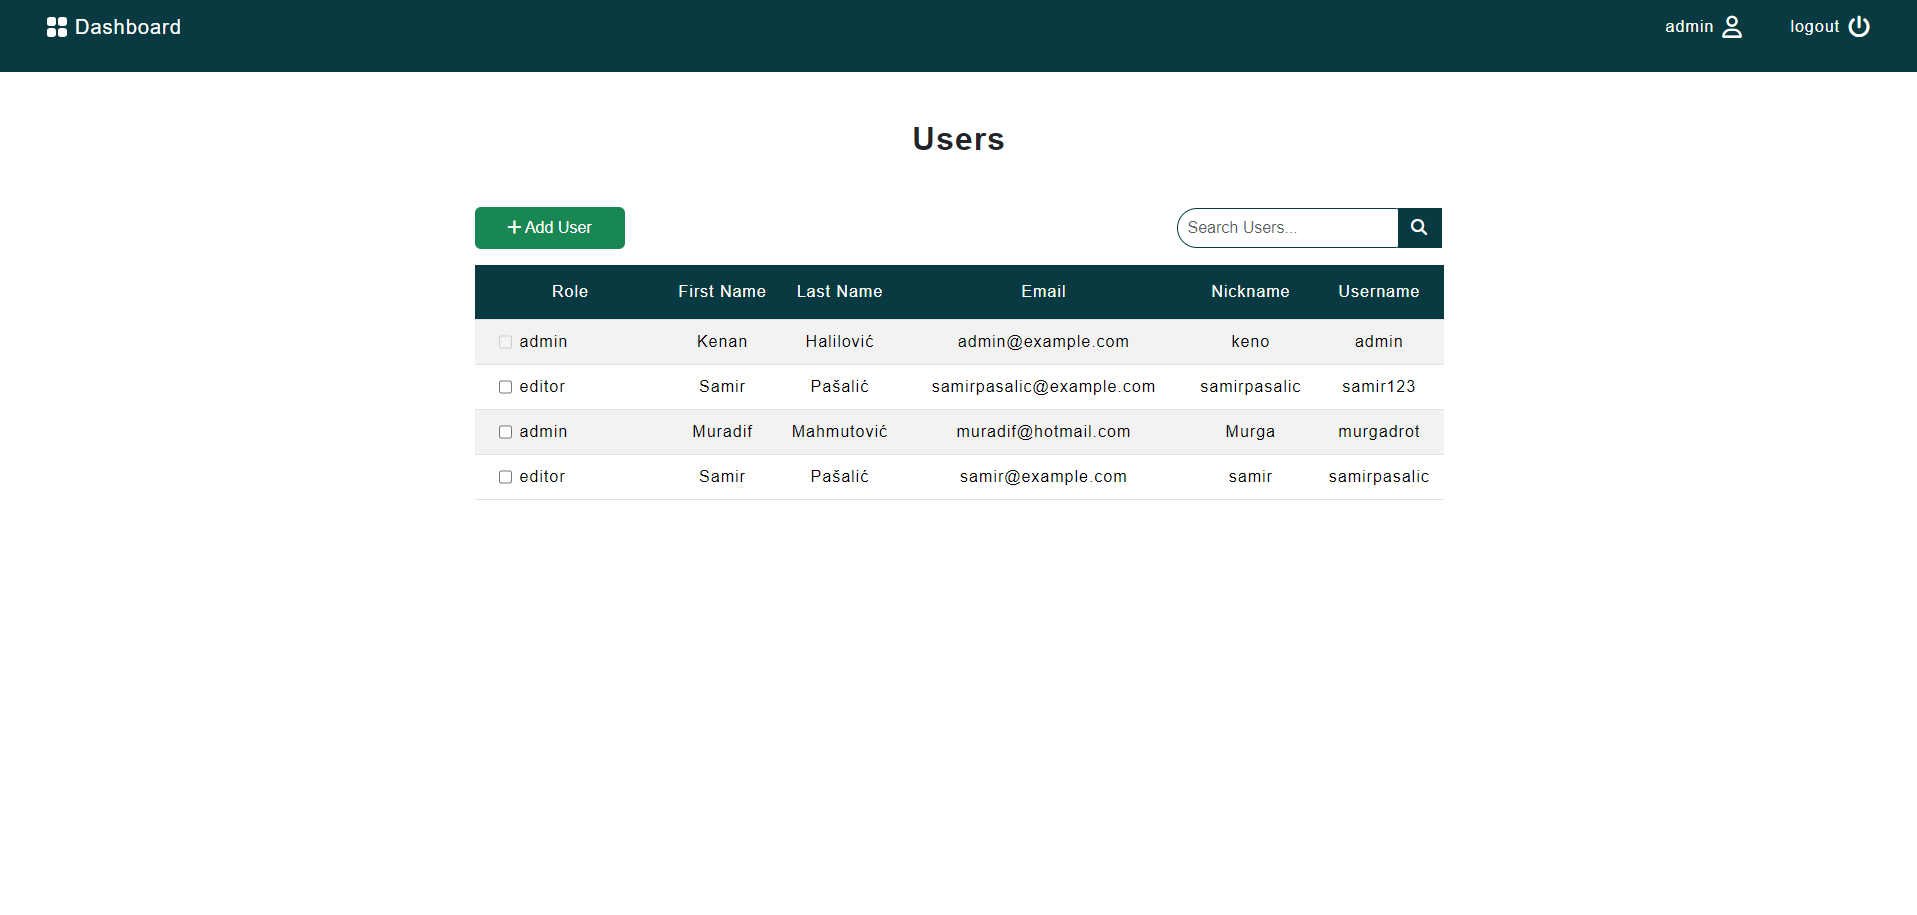 Dashboard admin logout
Users
Add User Search Users...
Role First Name Last Name Email Nickname Username
admin Kenan Halilović admin@example.com keno admin
editor Samir Pašalić samirpasalic@example.com samirpasalic samir123
admin Muradif Mahmutović muradif@hotmail.com Murga murgadrot
editor Samir Pašalić samir@example.com samir samirpasalic